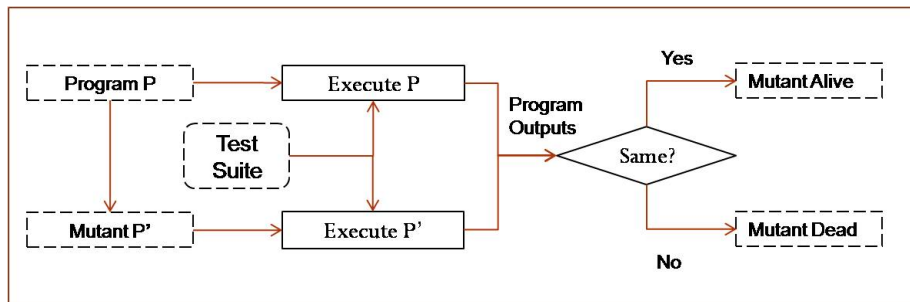 Program P
Execute P
Yes
Mutant Alive
Program
Outputs
Test
Suite
Same?
Mutant P'
Execute P’
No
Mutant Dead